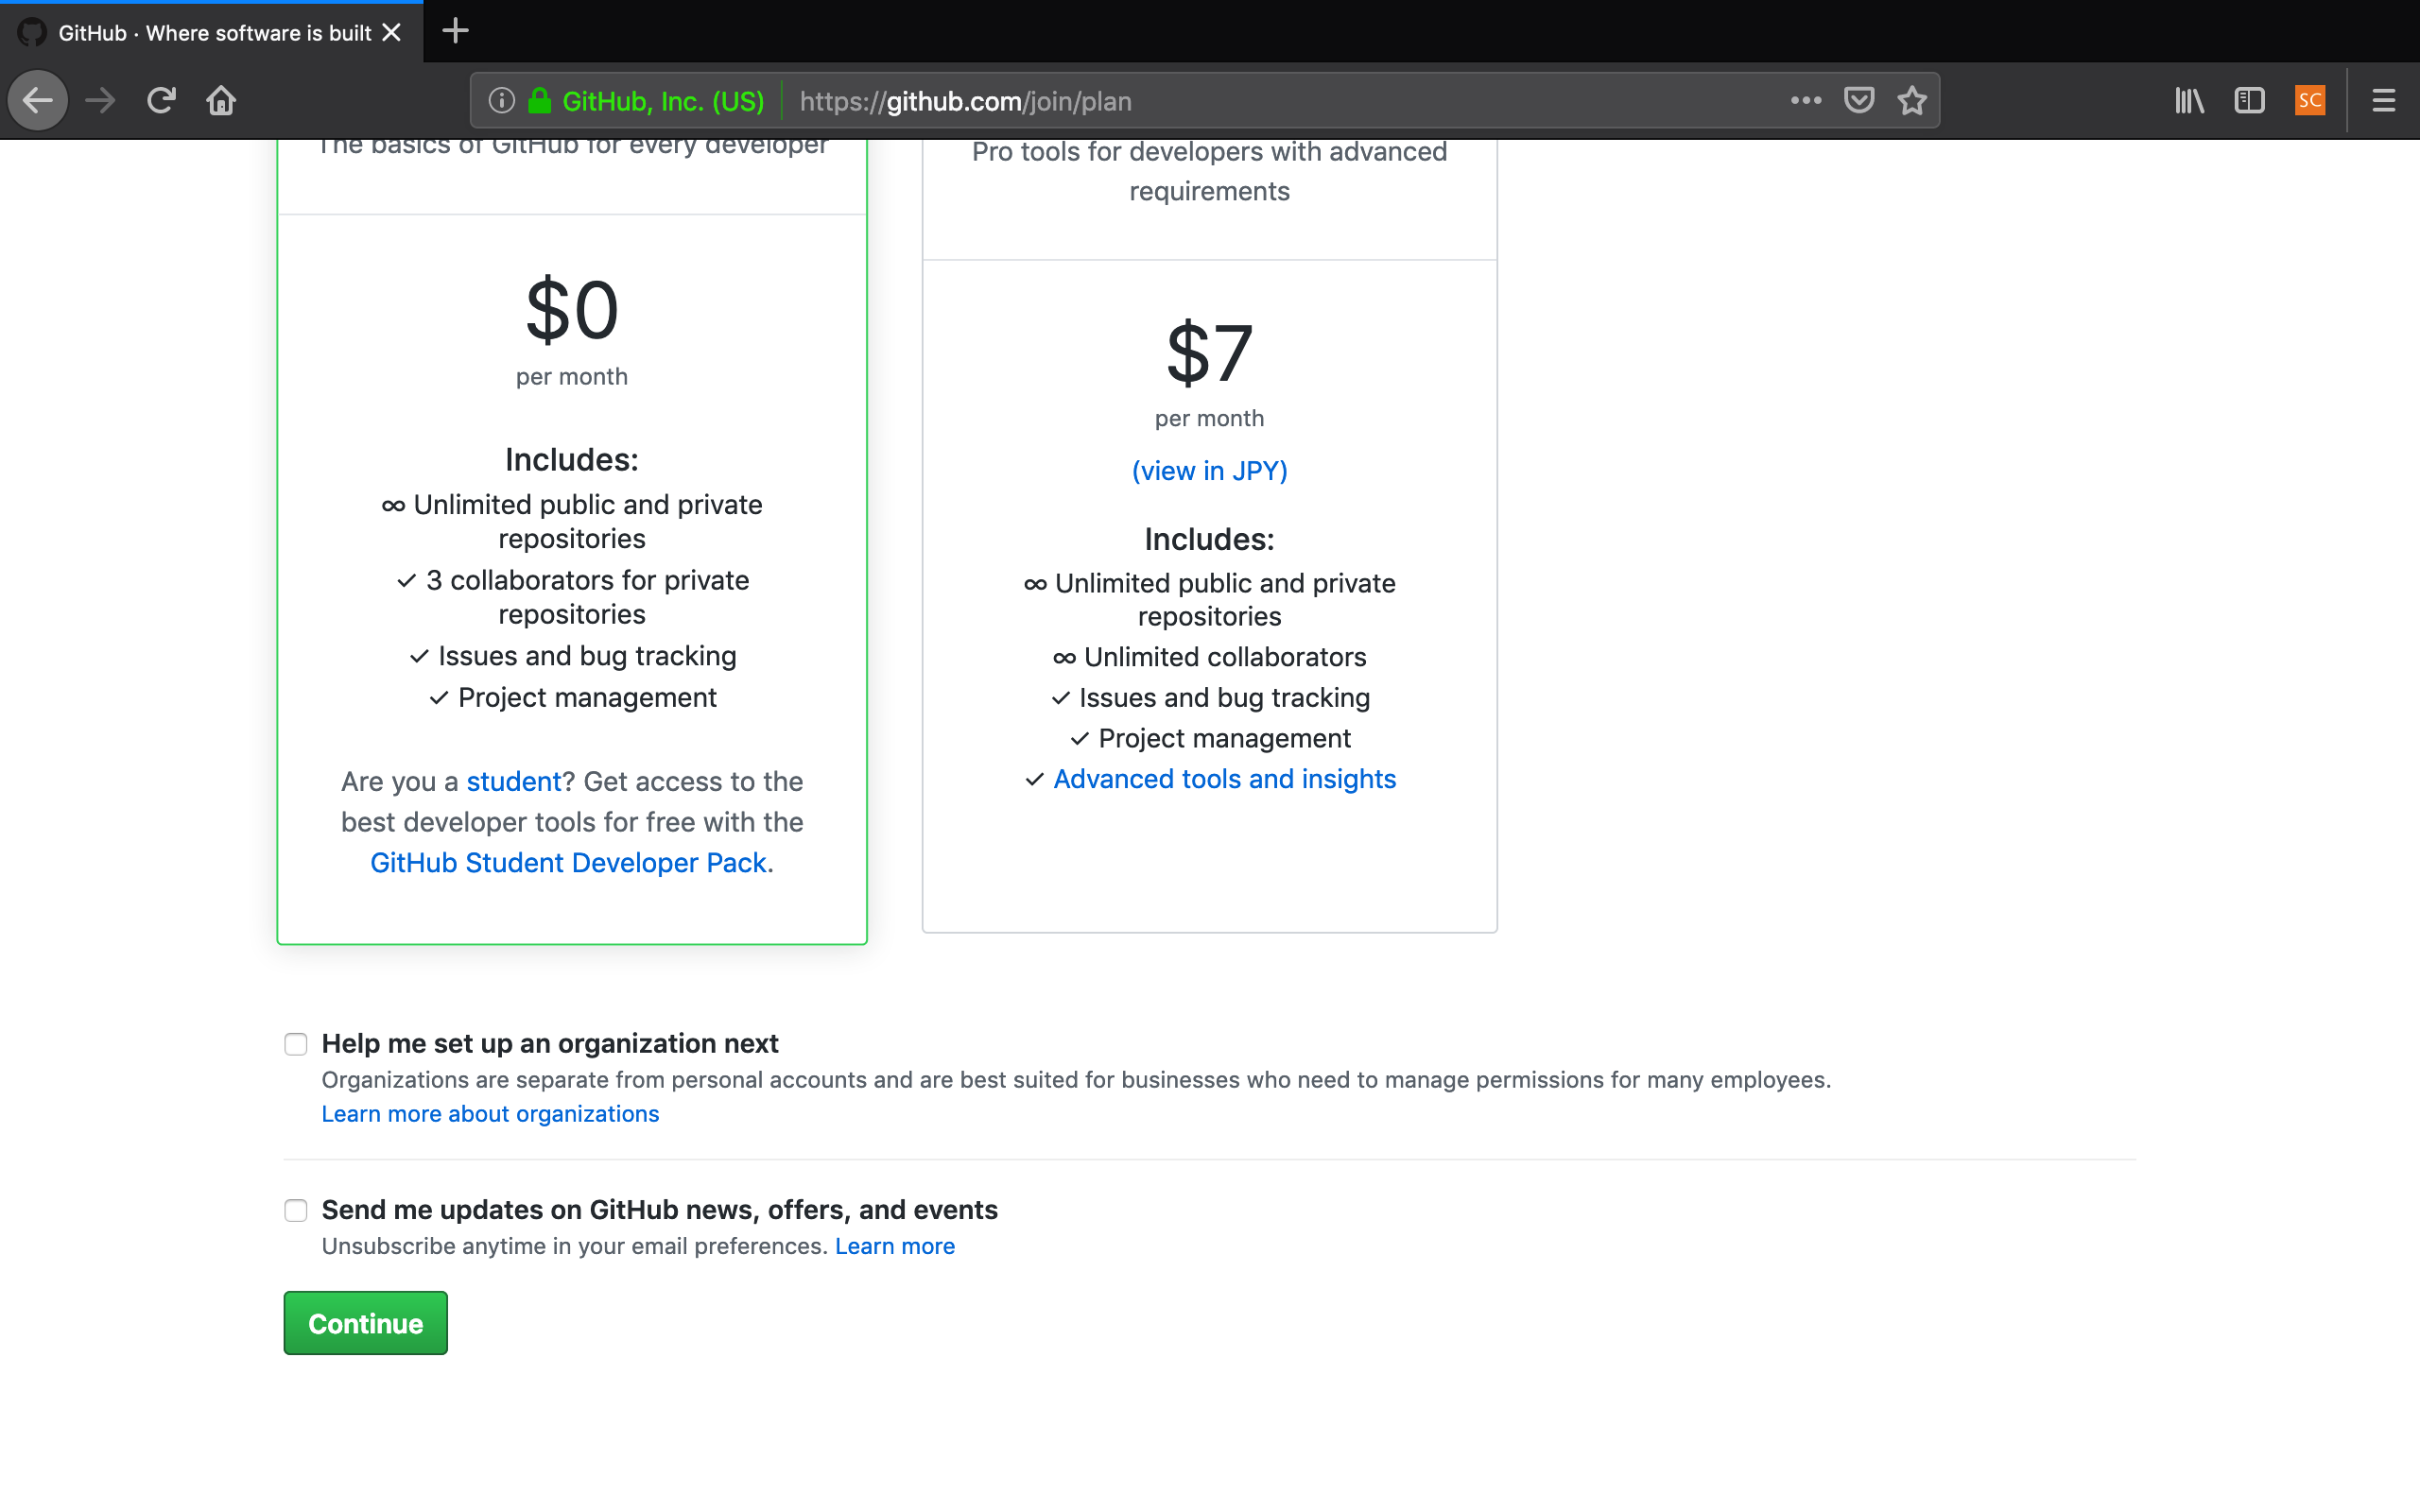 GitHub · Where software is built
GitHub, Inc. (US)
https://github.com/join/plan
SC
The basics of GitHub for every developer
$0
per month
Includes:
∞ Unlimited public and private
repositories
✓ 3 collaborators for private
repositories
✓ Issues and bug tracking
✓ Project management
Are you a student? Get access to the
best developer tools for free with the
GitHub Student Developer Pack.
Pro tools for developers with advanced
requirements
$7
per month
(view in JPY)
Includes:
∞ Unlimited public and private
repositories
∞ Unlimited collaborators
✓ Issues and bug tracking
✓ Project management
✓ Advanced tools and insights
Help me set up an organization next
Organizations are separate from personal accounts and are best suited for businesses who need to manage permissions for many employees.
Learn more about organizations
Send me updates on GitHub news, offers, and events
Unsubscribe anytime in your email preferences. Learn more
Continue